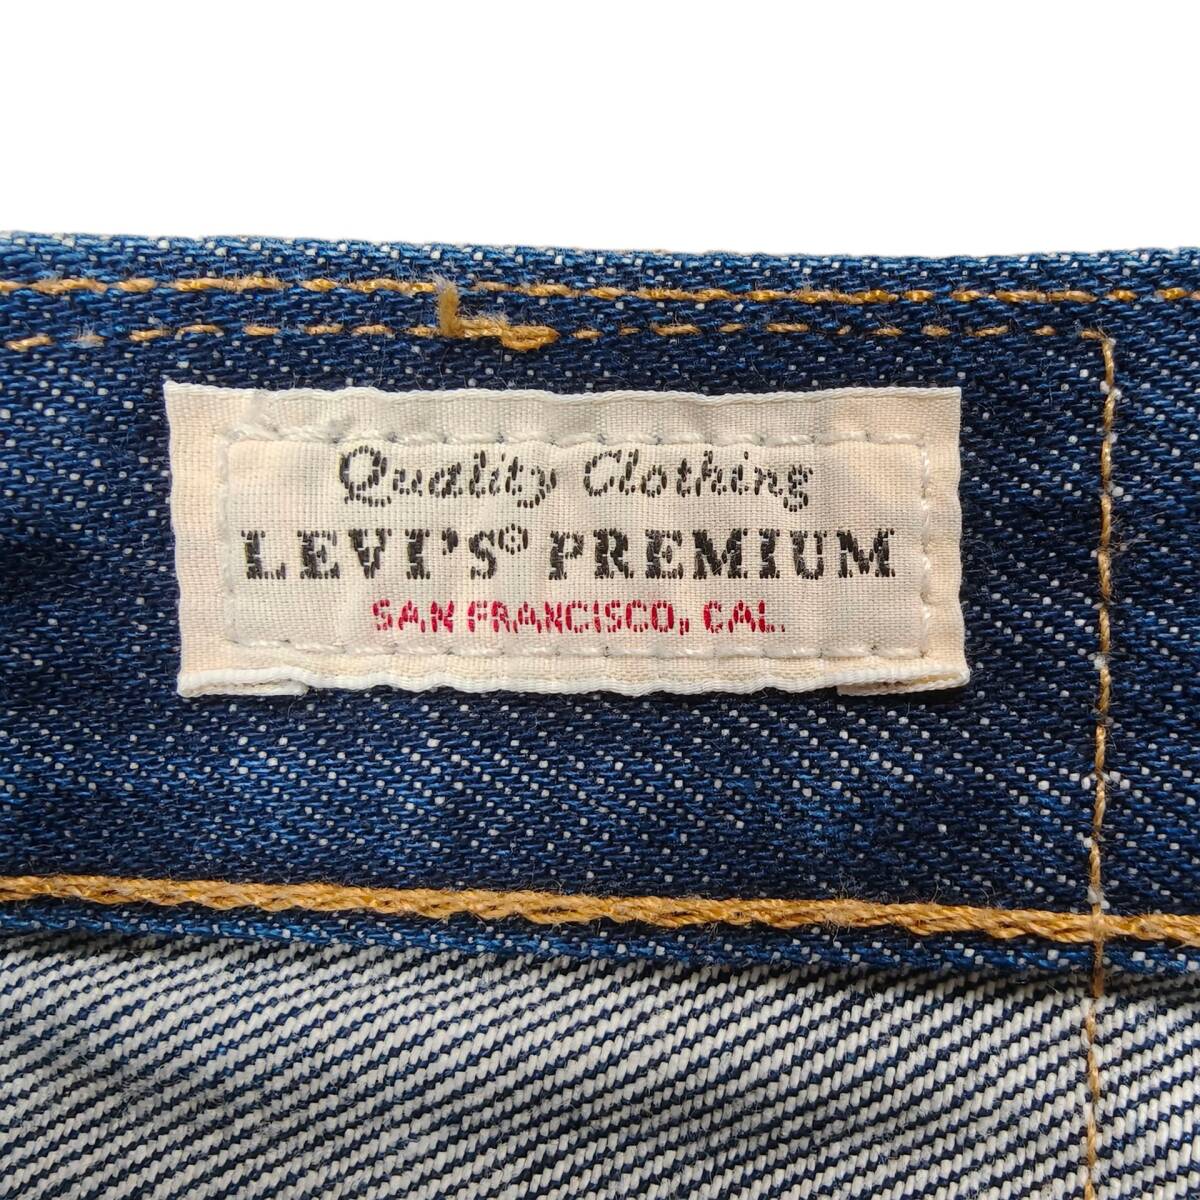 Quality Clothing
LEVI'S® PREMIUM
SAN FRANCISCO, CAL.